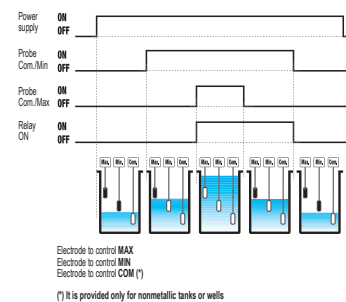 Power
supply
ON
OFF
Probe
Com./Min
ON
OFF
Probe
Com./Max
ON
OFF
Relay
ON
ON
OFF
Max. Min. Com. Max. Min. Com. Max. Min. Com. Max. Min. Com. Max. Min. Com.
Electrode to control MAX
Electrode to control MIN
Electrode to control COM (*)
(*) It is provided only for nonmetallic tanks or wells